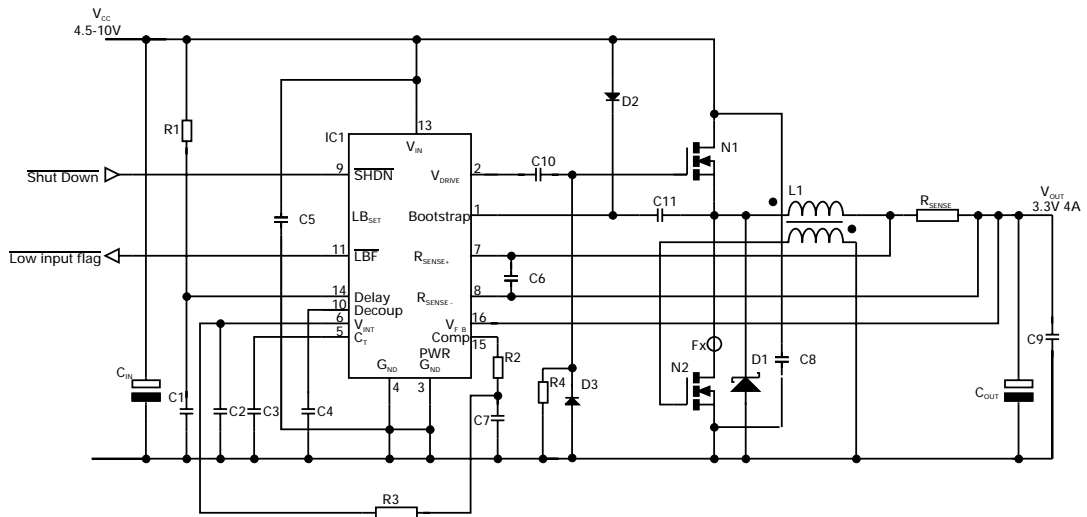 VCC
4.5-10V
R1
IC1
13
VIN
D2
N1
Shut Down
9
SHDN
VDRIVE
2
C10
L1
RSENSE
VOUT
3.3V 4A
C5
LBSET
Bootstrap
1
C11
Low input flag
11
LBF
RSENSE+
7
C6
14
Delay
RSENSE -
8
10
Decoup
6
VINT
VF B
16
5
CT
Comp
15
PWR
GND
GND
4
3
R2
Fx
N2
D1
C8
C9
CIN
C1
C2
C3
C4
C7
R4
D3
COUT
R3